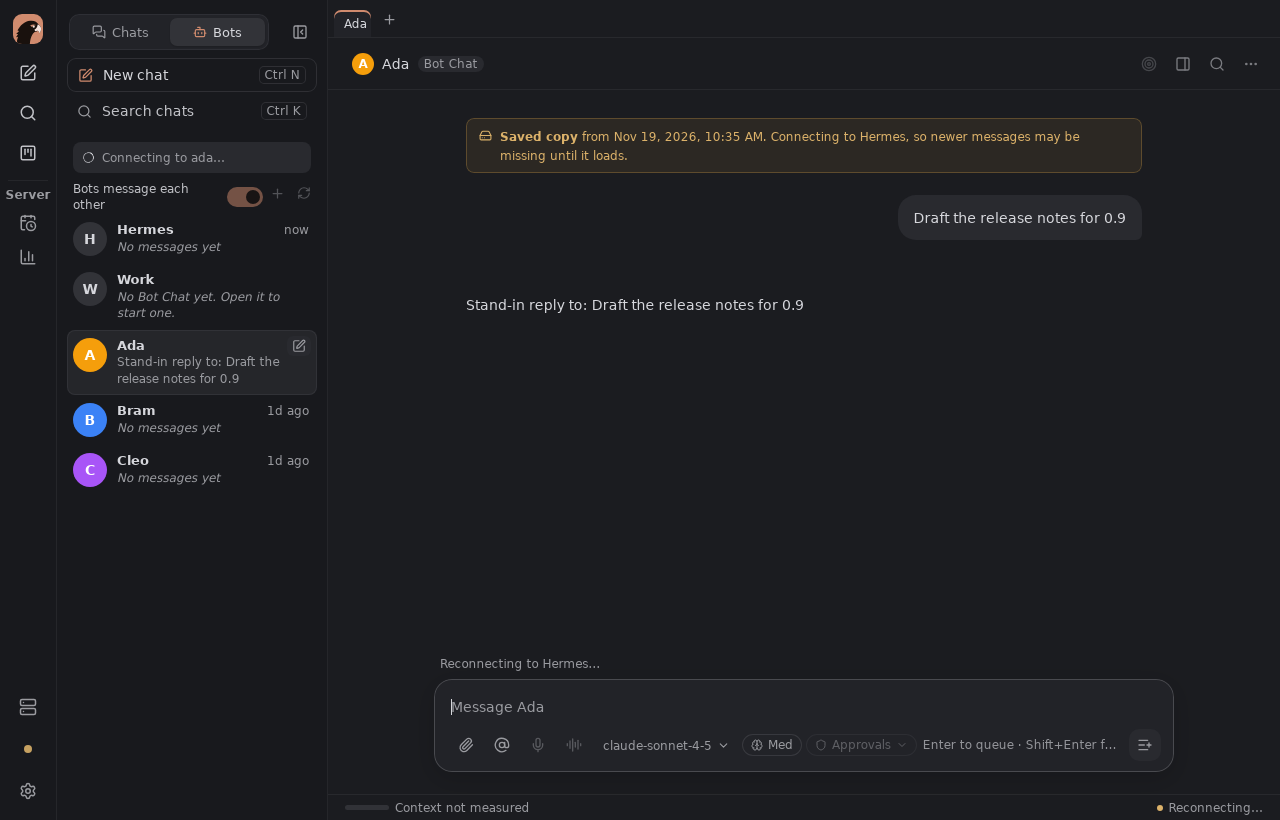 Chats
Bots
Ada
New chat
Ctrl N
Search chats
Ctrl K
Connecting to ada...
Server
Bots message each
other
H
Hermes
now
No messages yet
W
Work
No Bot Chat yet. Open it to
start one.
A
Ada
Stand-in reply to: Draft the
release notes for 0.9
B
Bram
1d ago
No messages yet
C
Cleo
1d ago
No messages yet
A
Ada
Bot Chat
Saved copy from Nov 19, 2026, 10:35 AM. Connecting to Hermes, so newer messages may be
missing until it loads.
Draft the release notes for 0.9
Stand-in reply to: Draft the release notes for 0.9
Reconnecting to Hermes...
Message Ada
claude-sonnet-4-5
Med
Approvals
Enter to queue · Shift+Enter f...
Context not measured
Reconnecting...